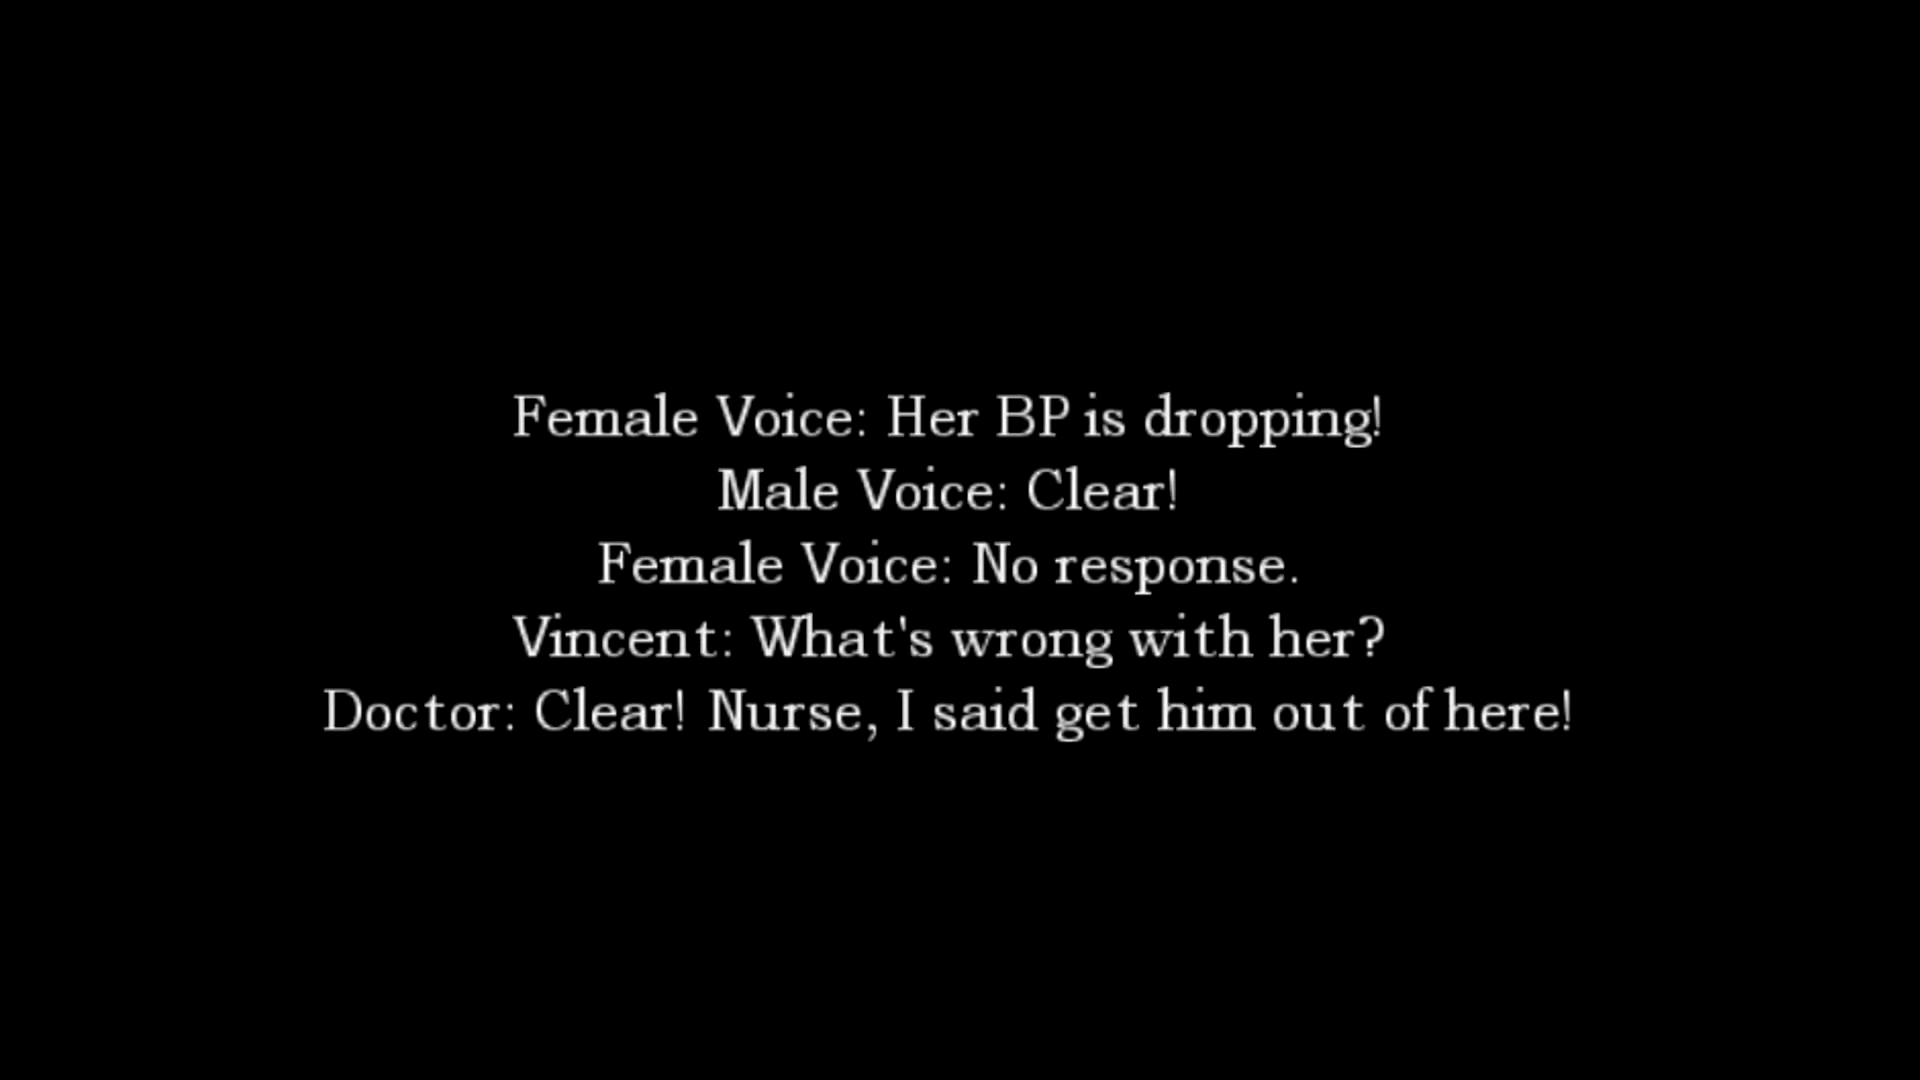 Female Voice: Her BP is dropping!
Male Voice: Clear!
Female Voice: No response.
Vincent: What's wrong with her?
Doctor: Clear! Nurse, I said get him out of here!